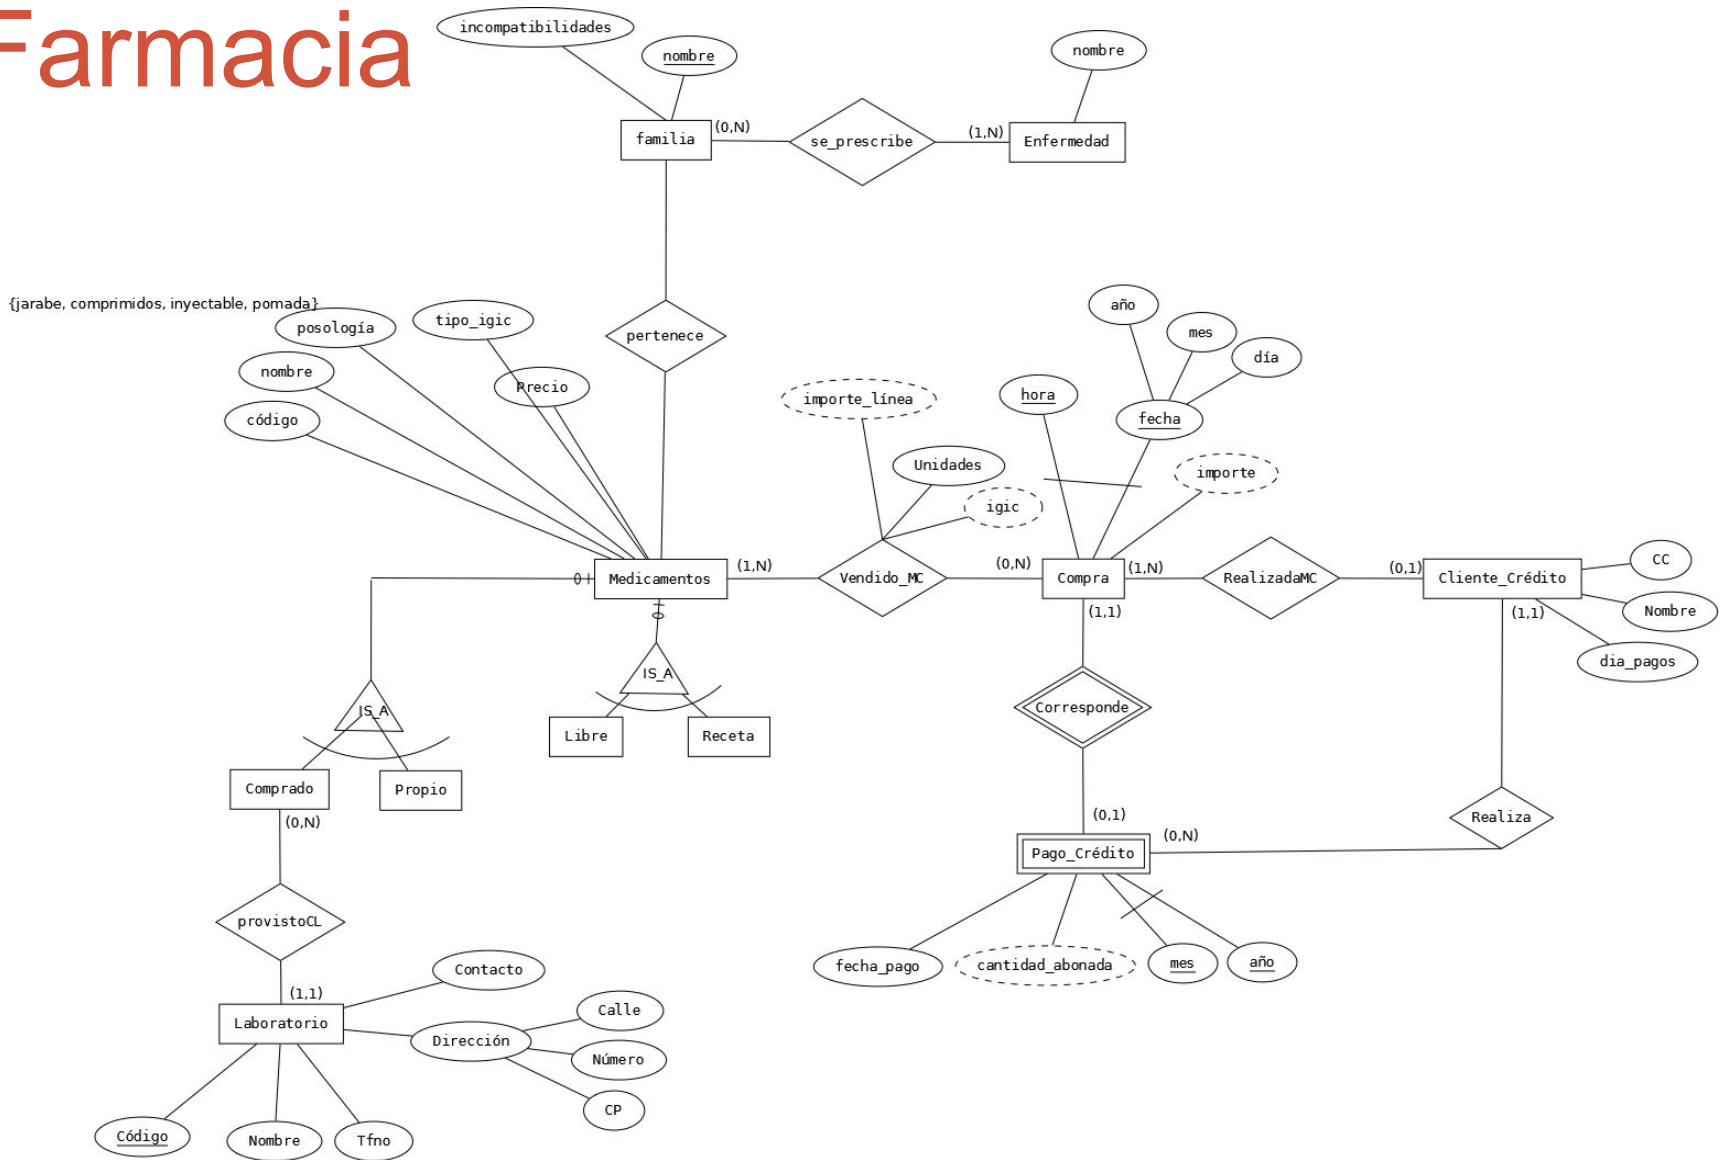 Farmacia
incompatibilidades
nombre
nombre
familia
(0,N)
se_prescribe
(1,N)
Enfermedad
{jarabe, comprimidos, inyectable, pomada}
posología
tipo_igic
pertenece
nombre
Precio
código
año
mes
día
hora
fecha
importe_línea
Unidades
igic
importe
0
Medicamentos
(1,N)
Vendido_MC
(0,N)
Compra
(1,N)
RealizadaMC
(0,1)
Cliente_Crédito
CC
Nombre
dia_pagos
0
(1,1)
(1,1)
IS_A
IS_A
Libre
Receta
Corresponde
Comprado
Propio
(0,N)
(0,1)
(0,N)
Realiza
Pago_Crédito
provistoCL
fecha_pago
cantidad_abonada
mes
año
(1,1)
Contacto
Laboratorio
Dirección
Calle
Número
CP
Código
Nombre
Tfno